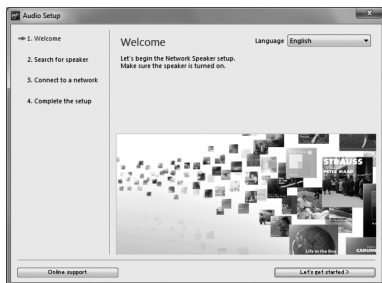 Audio Setup
1. Welcome
2. Search for speaker
3. Connect to a network
4. Complete the setup
Welcome
Language English
Let's begin the Network Speaker setup.
Make sure the speaker is turned on.
STRAUSS
Life in the Box
Online support
Let's get started >